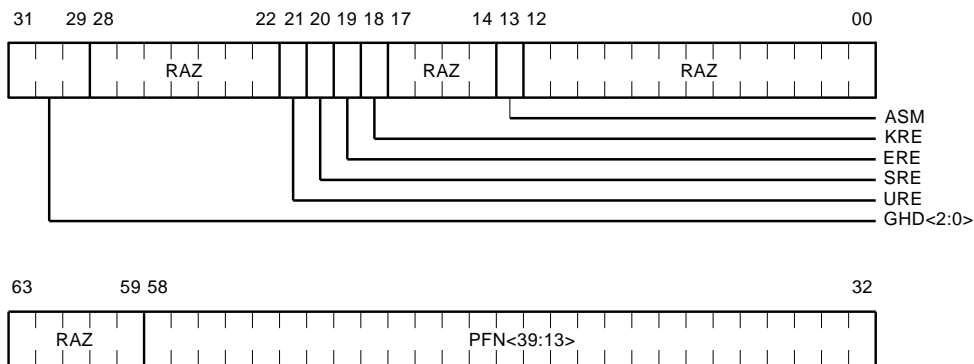 31 29 28 22 21 20 19 18 17 14 13 12 00
RAZ RAZ RAZ
ASM
KRE
ERE
SRE
URE
GHD<2:0>
63 59 58 32
RAZ PFN<39:13>